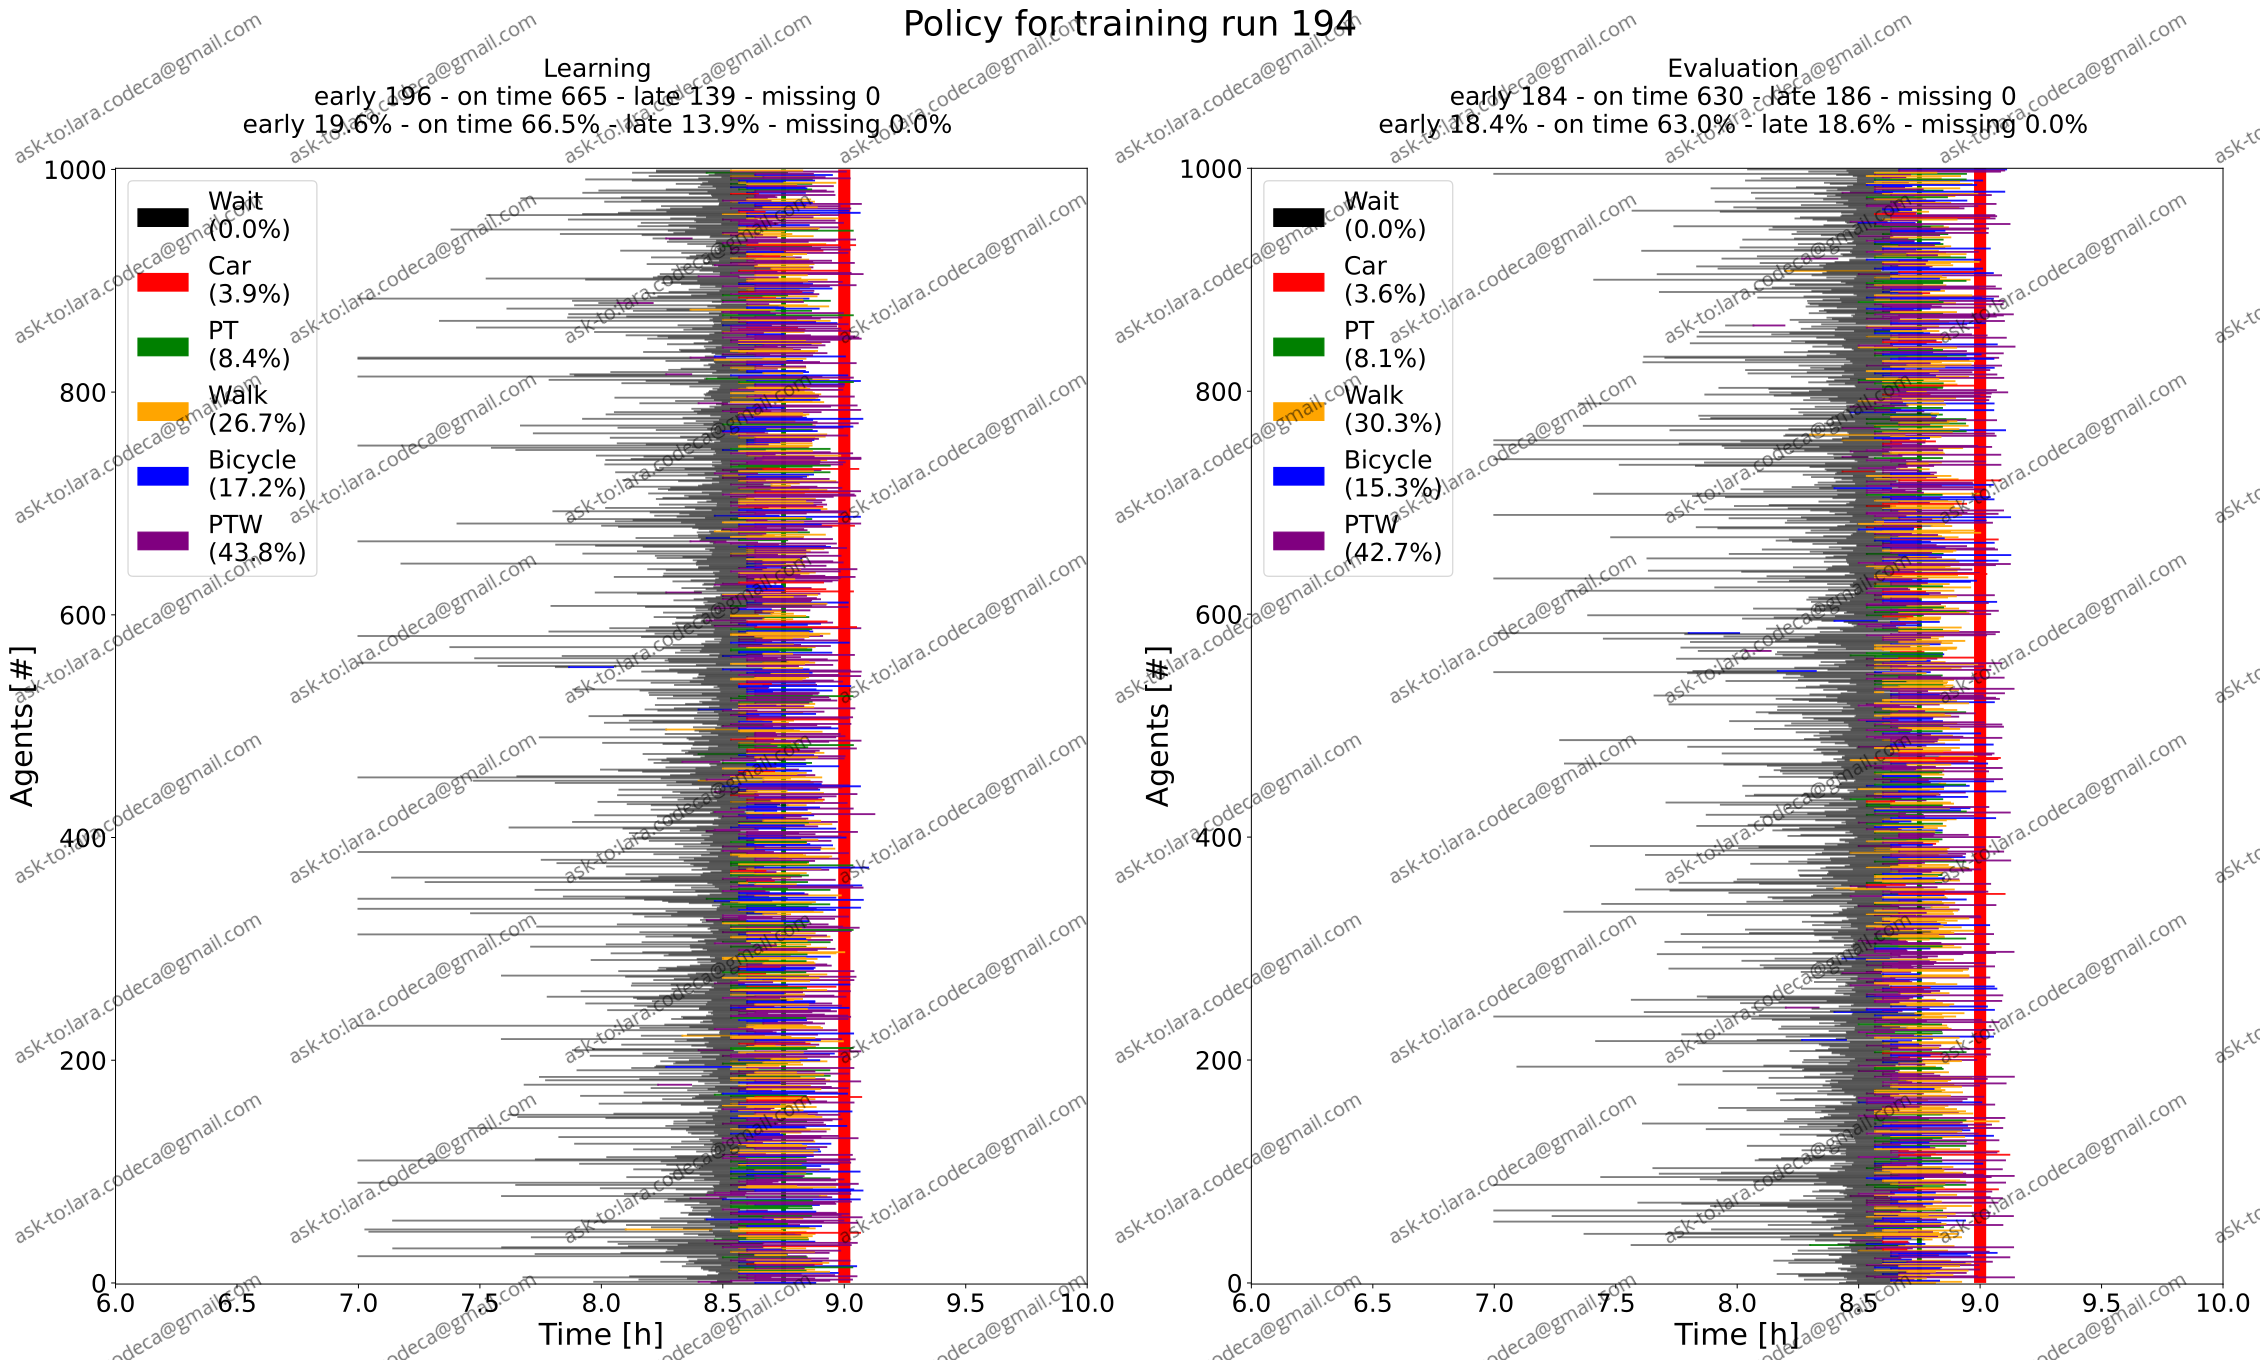 Policy for training run 194
Learning
early 196 - on time 665 - late 139 - missing 0
early 19.6% - on time 66.5% - late 13.9% - missing 0.0%
1000
800
600
400
200
0
Agents [#]
Wait
(0.0%)
Car
(3.9%)
PT
(8.4%)
Walk
(26.7%)
Bicycle
(17.2%)
PTW
(43.8%)
6.0 6.5 7.0 7.5 8.0 8.5 9.0 9.5 10.0
Time [h]
Evaluation
early 184 - on time 630 - late 186 - missing 0
early 18.4% - on time 63.0% - late 18.6% - missing 0.0%
1000
800
600
400
200
0
Agents [#]
Wait
(0.0%)
Car
(3.6%)
PT
(8.1%)
Walk
(30.3%)
Bicycle
(15.3%)
PTW
(42.7%)
6.0 6.5 7.0 7.5 8.0 8.5 9.0 9.5 10.0
Time [h]
ask-to:lara.codeca@gmail.com